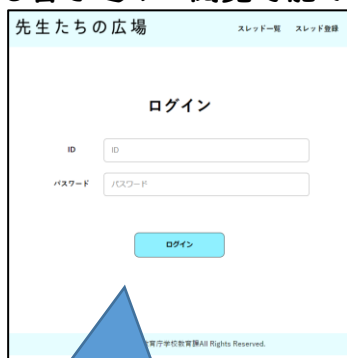 先生たちの広場
スレッド一覧 スレッド登録
ログイン
ID ID
パスワード パスワード
ログイン
育庁学校教育課All Rights Reserved.